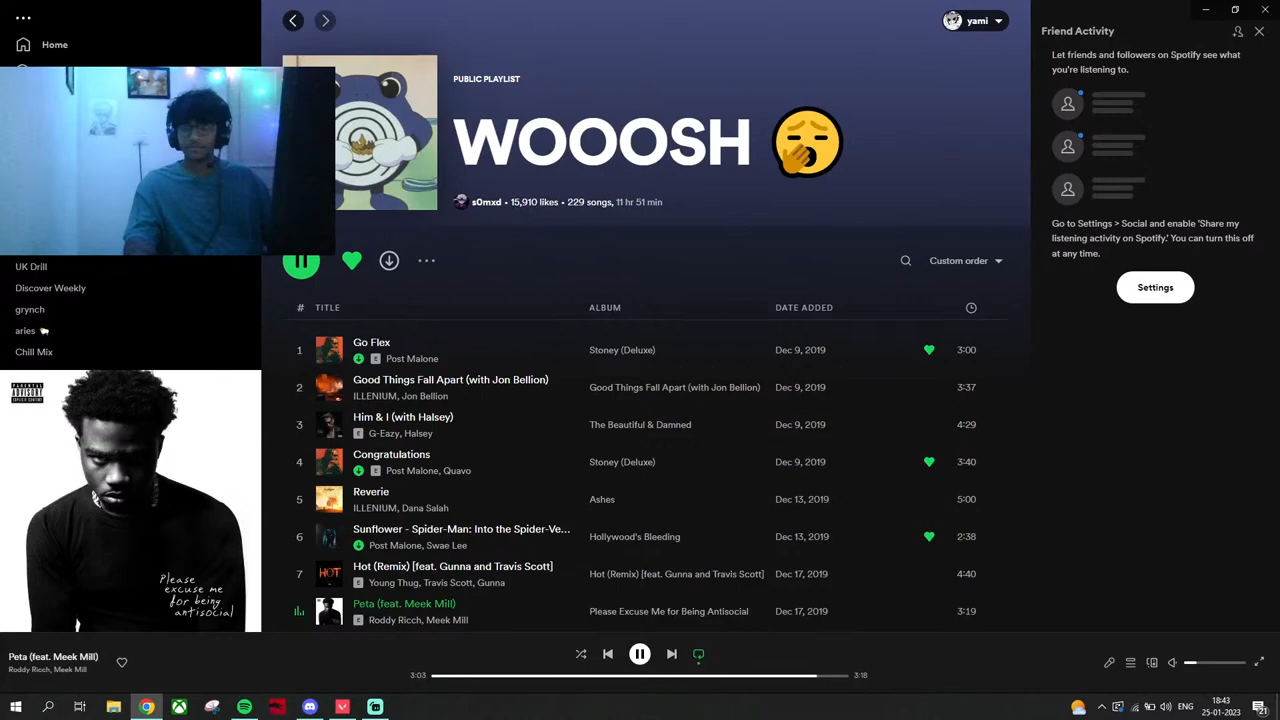 Home
UK Drill
Discover Weekly
grynch
aries
Chill Mix
PARENTAL
ADVISORY
EXPLICIT CONTENT
Please
excuse me
for being
antisocial
yami
PUBLIC PLAYLIST
WOOOSH
s0mxd • 15,910 likes • 229 songs, 11 hr 51 min
Custom order
# TITLE ALBUM DATE ADDED
1 Go Flex Stoney (Deluxe) Dec 9, 2019 3:00
E Post Malone
2 Good Things Fall Apart (with Jon Bellion) Good Things Fall Apart (with Jon Bellion) Dec 9, 2019 3:37
ILLENIUM, Jon Bellion
3 Him & I (with Halsey) The Beautiful & Damned Dec 9, 2019 4:29
E G-Eazy, Halsey
4 Congratulations Stoney (Deluxe) Dec 9, 2019 3:40
E Post Malone, Quavo
5 Reverie Ashes Dec 13, 2019 5:00
ILLENIUM, Dana Salah
6 Sunflower - Spider-Man: Into the Spider-Ve... Hollywood's Bleeding Dec 13, 2019 2:38
Post Malone, Swae Lee
7 Hot (Remix) [feat. Gunna and Travis Scott] Hot (Remix) [feat. Gunna and Travis Scott] Dec 17, 2019 4:40
E Young Thug, Travis Scott, Gunna
Peta (feat. Meek Mill) Please Excuse Me for Being Antisocial Dec 17, 2019 3:19
E Roddy Ricch, Meek Mill
Friend Activity
Let friends and followers on Spotify see what
you're listening to.
Go to Settings > Social and enable 'Share my
listening activity on Spotify.' You can turn this off
at any time.
Settings
Peta (feat. Meek Mill)
Roddy Ricch, Meek Mill
3:03 3:18
ENG
18:43
25-01-2023